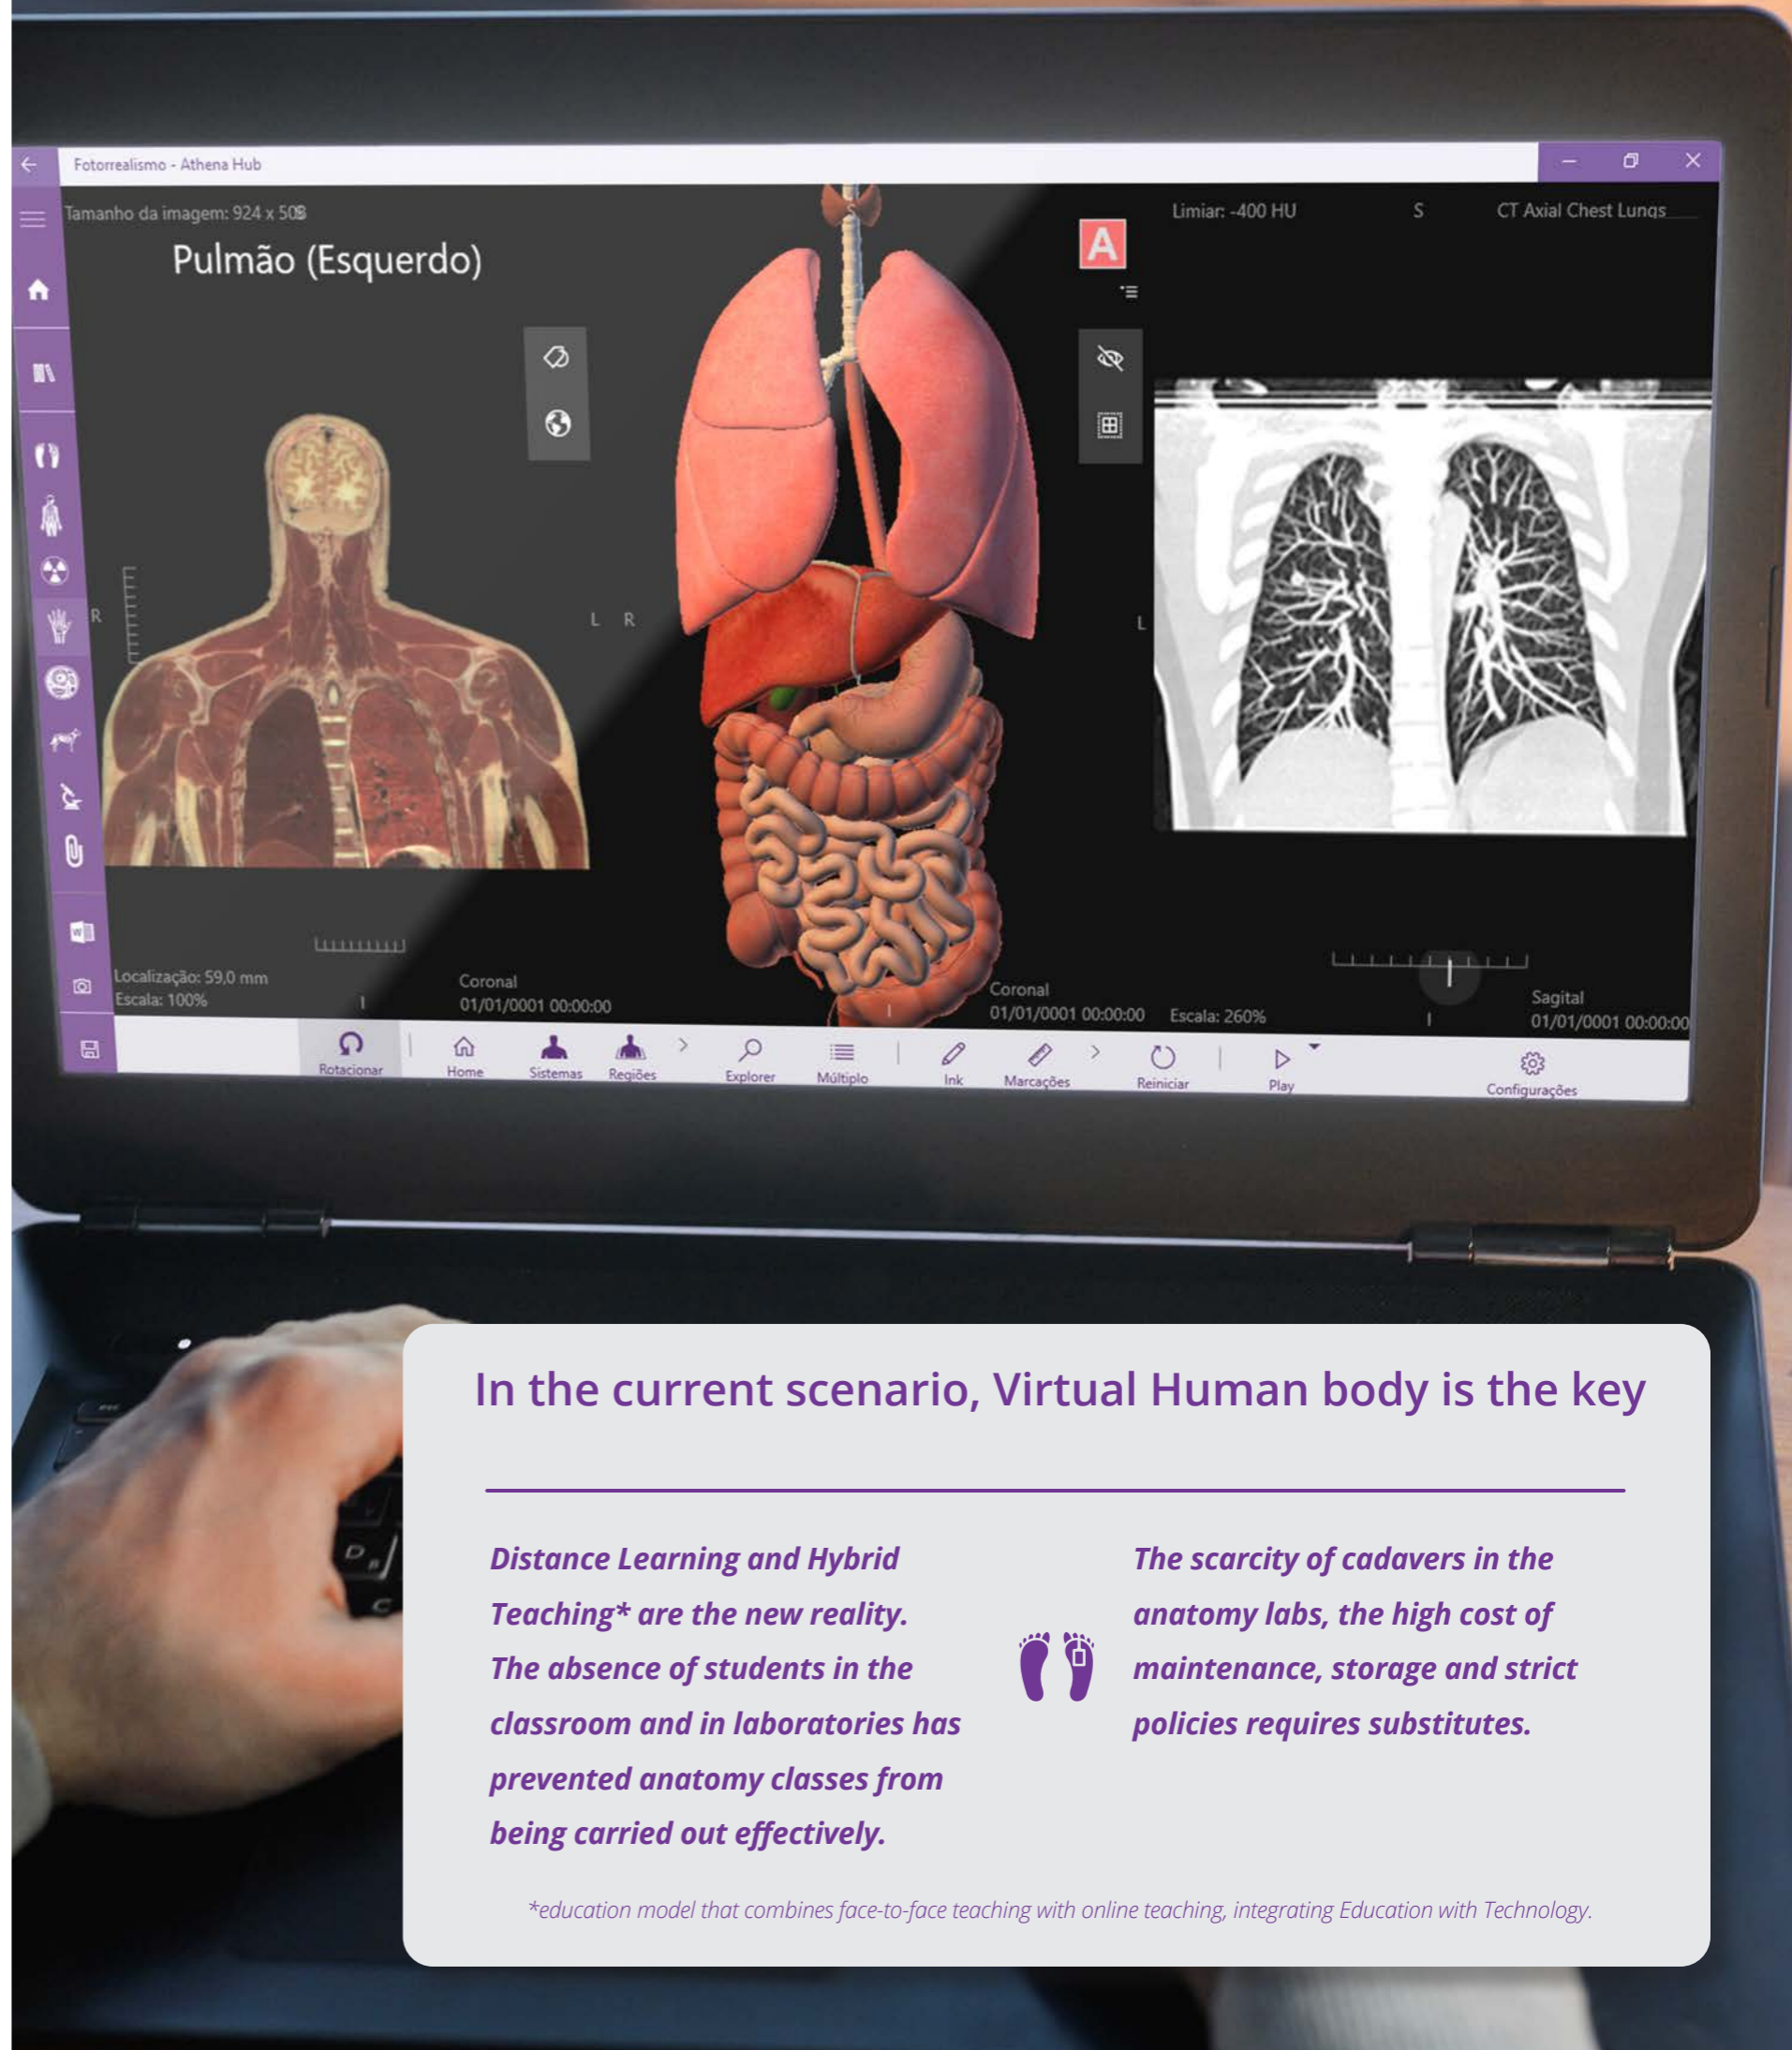 Fotorrealismo - Athena Hub
Tamanho da imagem: 924 x 508
Pulmão (Esquerdo)
A
Limiar: -400 HU
S
CT Axial Chest Lungs
R
L
R
L
Localização: 59,0 mm
Escala: 100%
I
Coronal
01/01/0001 00:00:00
I
Coronal
01/01/0001 00:00:00
Escala: 260%
I
Sagital
01/01/0001 00:00:00
Rotacionar
Home
Sistemas
Regiões
Explorer
Múltiplo
Ink
Marcações
Reiniciar
Play
Configurações
D
C
In the current scenario, Virtual Human body is the key
Distance Learning and Hybrid
Teaching* are the new reality.
The absence of students in the
classroom and in laboratories has
prevented anatomy classes from
being carried out effectively.
The scarcity of cadavers in the
anatomy labs, the high cost of
maintenance, storage and strict
policies requires substitutes.
*education model that combines face-to-face teaching with online teaching, integrating Education with Technology.